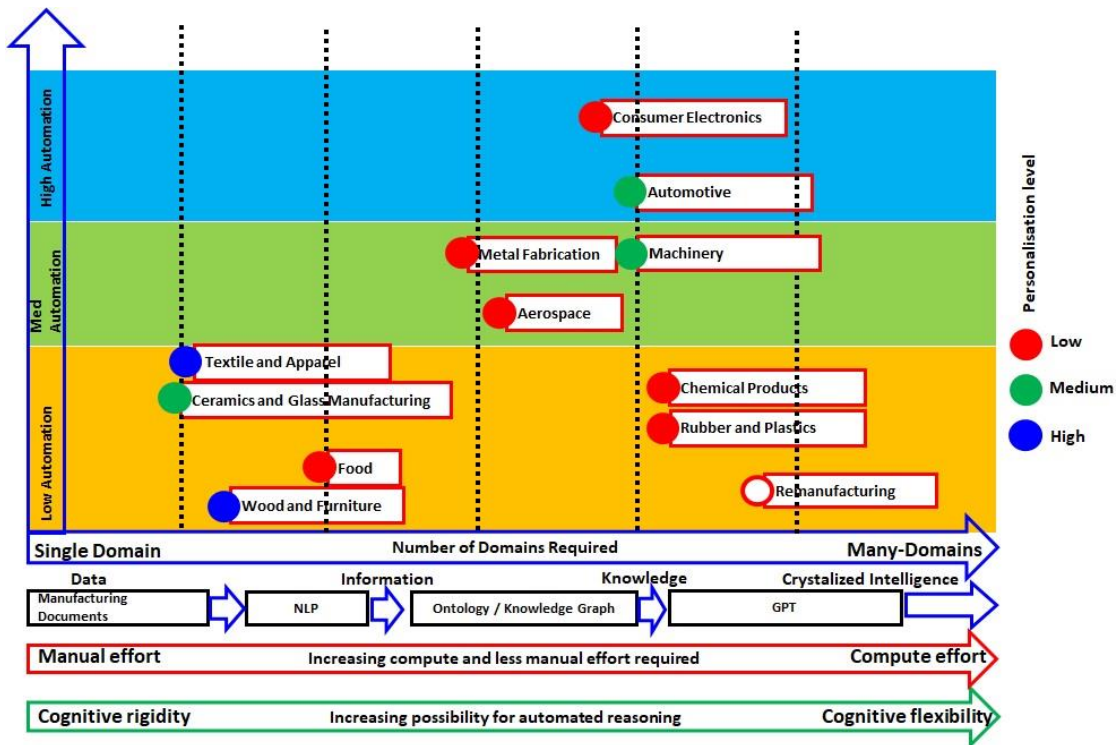 High Automation
Med
Automation
Low Automation
Consumer Electronics
Automotive
Metal Fabrication
Machinery
Aerospace
Textile and Apparel
Ceramics and Glass Manufacturing
Chemical Products
Rubber and Plastics
Food
Wood and Furniture
Remanufacturing
Personalisation level
Low
Medium
High
Single Domain
Number of Domains Required
Many-Domains
Data
Information
Knowledge
Crystalized Intelligence
Manufacturing
Documents
NLP
Ontology / Knowledge Graph
GPT
Manual effort
Increasing compute and less manual effort required
Compute effort
Cognitive rigidity
Increasing possibility for automated reasoning
Cognitive flexibility